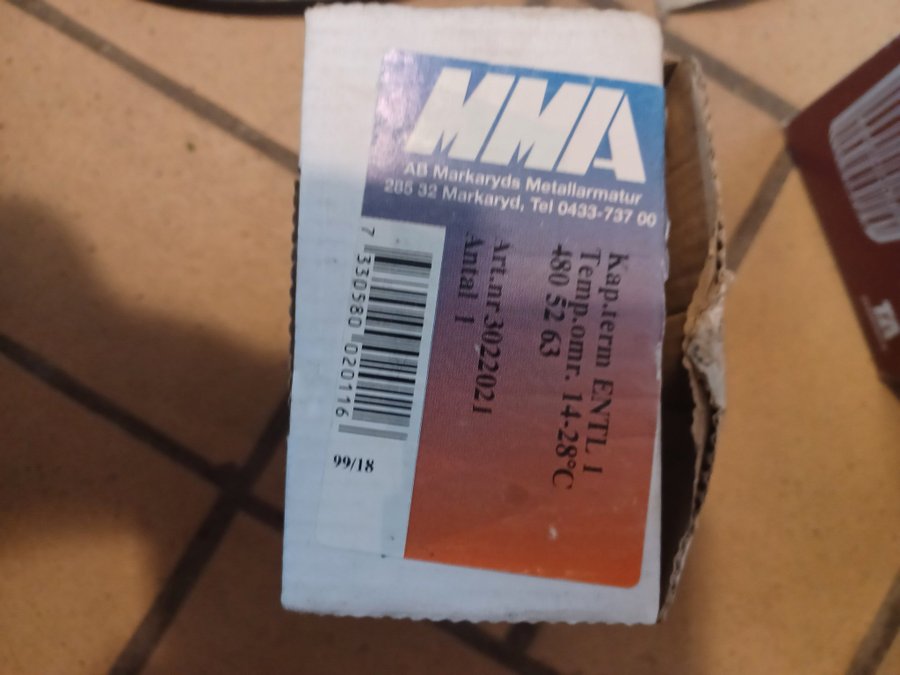 MMA
AB Markaryds Metallarmatur
285 32 Markaryd, Tel 0433-737 00
Kap.term ENTL 1
Temp.omr. 14-28°C
480 52 63
Art.nr.3022021
Antal 1
7 330580 020116
99/18
TA